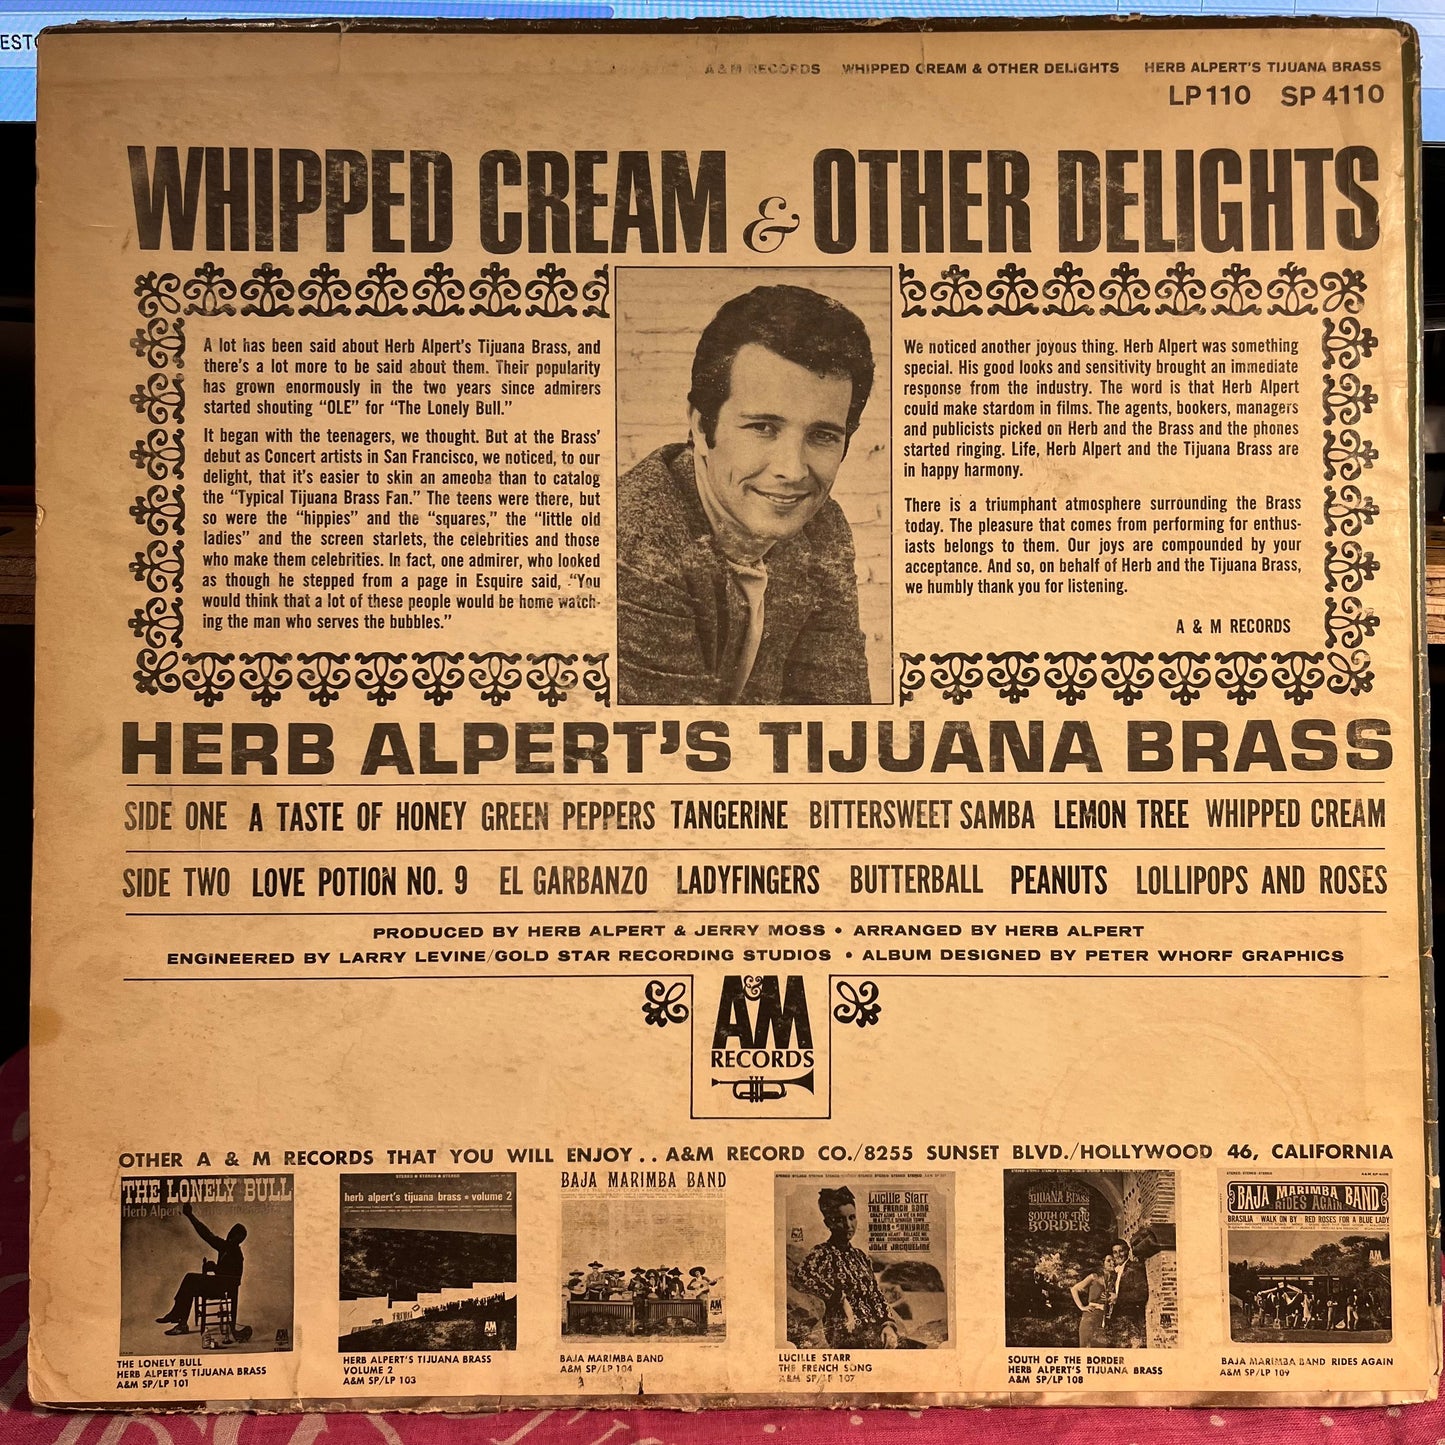 EST
A & M RECORDS WHIPPED CREAM & OTHER DELIGHTS HERB ALPERT'S TIJUANA BRASS
LP 110 SP 4110
WHIPPED CREAM & OTHER DELIGHTS
A lot has been said about Herb Alpert's Tijuana Brass, and
there's a lot more to be said about them. Their popularity
has grown enormously in the two years since admirers
started shouting "OLE" for "The Lonely Bull."
It began with the teenagers, we thought. But at the Brass'
debut as Concert artists in San Francisco, we noticed, to our
delight, that it's easier to skin an ameoba than to catalog
the "Typical Tijuana Brass Fan." The teens were there, but
so were the "hippies" and the "squares," the "little old
ladies" and the screen starlets, the celebrities and those
who make them celebrities. In fact, one admirer, who looked
as though he stepped from a page in Esquire said, "You
would think that a lot of these people would be home watch-
ing the man who serves the bubbles."
We noticed another joyous thing. Herb Alpert was something
special. His good looks and sensitivity brought an immediate
response from the industry. The word is that Herb Alpert
could make stardom in films. The agents, bookers, managers
and publicists picked on Herb and the Brass and the phones
started ringing. Life, Herb Alpert and the Tijuana Brass are
in happy harmony.
There is a triumphant atmosphere surrounding the Brass
today. The pleasure that comes from performing for enthus-
iasts belongs to them. Our joys are compounded by your
acceptance. And so, on behalf of Herb and the Tijuana Brass,
we humbly thank you for listening.
A & M RECORDS
HERB ALPERT'S TIJUANA BRASS
SIDE ONE A TASTE OF HONEY GREEN PEPPERS TANGERINE BITTERSWEET SAMBA LEMON TREE WHIPPED CREAM
SIDE TWO LOVE POTION NO. 9 EL GARBANZO LADYFINGERS BUTTERBALL PEANUTS LOLLIPOPS AND ROSES
PRODUCED BY HERB ALPERT & JERRY MOSS • ARRANGED BY HERB ALPERT
ENGINEERED BY LARRY LEVINE/GOLD STAR RECORDING STUDIOS • ALBUM DESIGNED BY PETER WHORF GRAPHICS
A&M
RECORDS
OTHER A & M RECORDS THAT YOU WILL ENJOY . . A&M RECORD CO./8255 SUNSET BLVD./HOLLYWOOD 46, CALIFORNIA
THE LONELY BULL
Herb Alpert
AM
THE LONELY BULL
HERB ALPERT'S TIJUANA BRASS
A&M SP/LP 101
herb alpert's tijuana brass • volume 2
AM
HERB ALPERT'S TIJUANA BRASS
VOLUME 2
A&M SP/LP 103
BAJA MARIMBA BAND
AM
BAJA MARIMBA BAND
A&M SP/LP 104
Lucille Starr
THE FRENCH SONG
JOLIE JACQUELINE
LUCILLE STARR
THE FRENCH SONG
A&M SP/LP 107
TIJUANA BRASS
SOUTH OF THE
BORDER
SOUTH OF THE BORDER
HERB ALPERT'S TIJUANA BRASS
A&M SP/LP 108
BAJA MARIMBA BAND
RIDES AGAIN
BRASILIA WALK ON BY RED ROSES FOR A BLUE LADY
AM
BAJA MARIMBA BAND RIDES AGAIN
A&M SP/LP 109